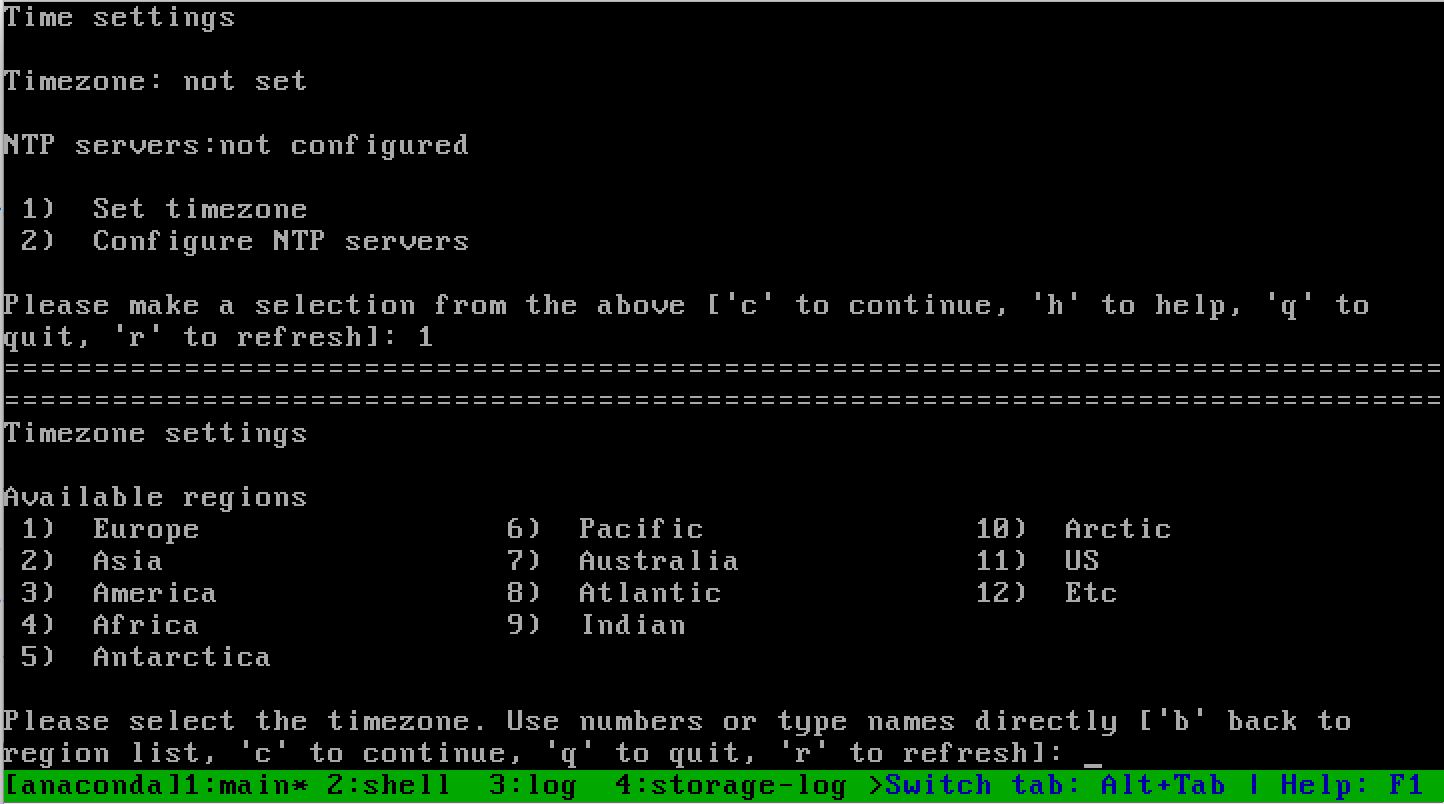 Time settings
Timezone: not set
NTP servers:not configured
1)  Set timezone
2)  Configure NTP servers
Please make a selection from the above ['c' to continue, 'h' to help, 'q' to
quit, 'r' to refresh]: 1
================================================================================
================================================================================
Timezone settings
Available regions
1)  Europe                 6)  Pacific               10)  Arctic
2)  Asia                   7)  Australia             11)  US
3)  America                8)  Atlantic              12)  Etc
4)  Africa                 9)  Indian
5)  Antarctica
Please select the timezone. Use numbers or type names directly ['b' back to
region list, 'c' to continue, 'q' to quit, 'r' to refresh]: _
[anaconda]1:main* 2:shell  3:log  4:storage-log >Switch tab: Alt+Tab | Help: F1